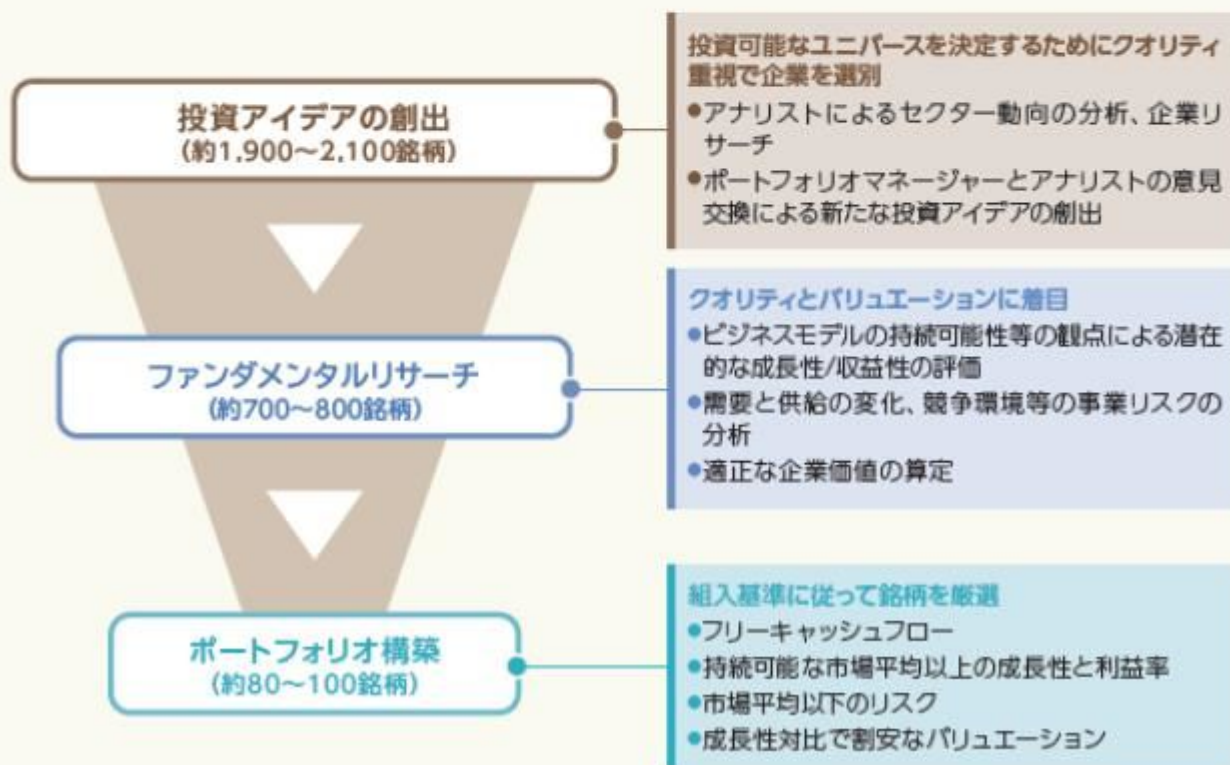 投資アイデアの創出
(約1,900～2,100銘柄)
投資可能なユニバースを決定するためにクオリティ
重視で企業を選別
●アナリストによるセクター動向の分析、企業リ
サーチ
●ポートフォリオマネージャーとアナリストの意見
交換による新たな投資アイデアの創出
ファンダメンタルリサーチ
(約700～800銘柄)
クオリティとバリュエーションに着目
●ビジネスモデルの持続可能性等の観点による潜在
的な成長性/収益性の評価
●需要と供給の変化、競争環境等の事業リスクの
分析
●適正な企業価値の算定
ポートフォリオ構築
(約80～100銘柄)
組入基準に従って銘柄を厳選
●フリーキャッシュフロー
●持続可能な市場平均以上の成長性と利益率
●市場平均以下のリスク
●成長性対比で割安なバリュエーション